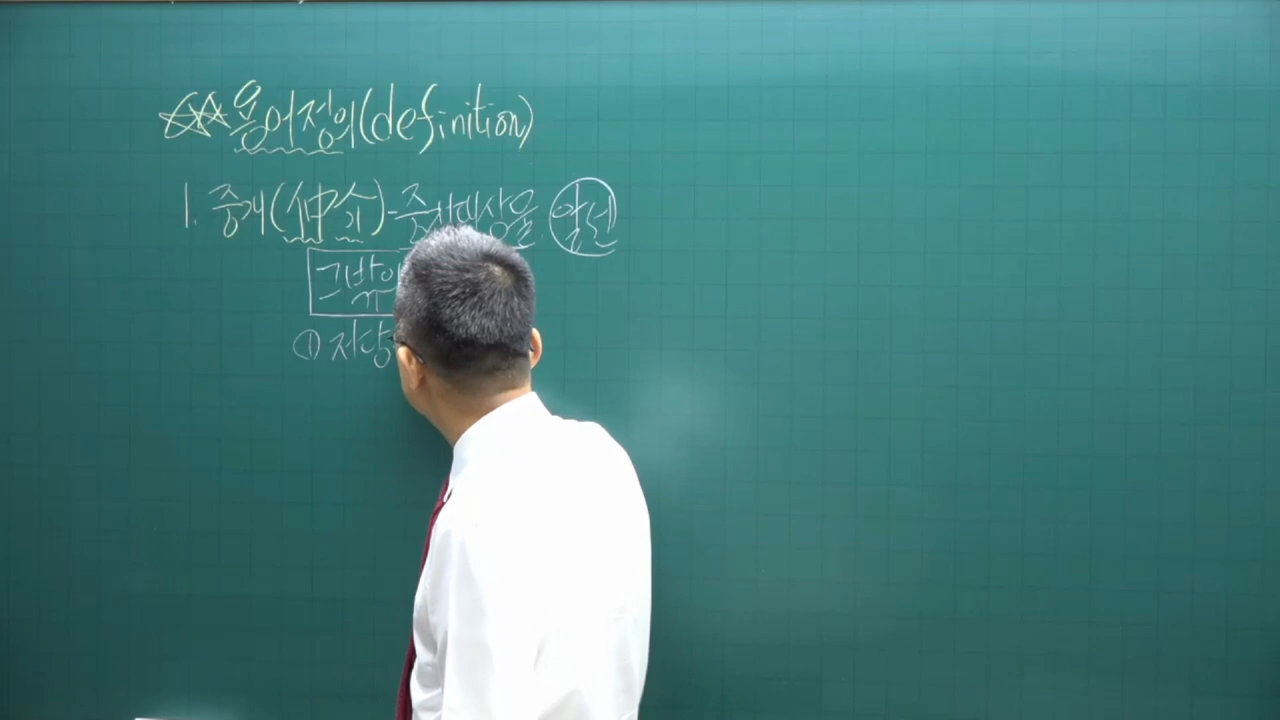 ☆☆용어정의(definition)
1. 중개(仲介)-중개대상물 알선
그밖의
① 저당